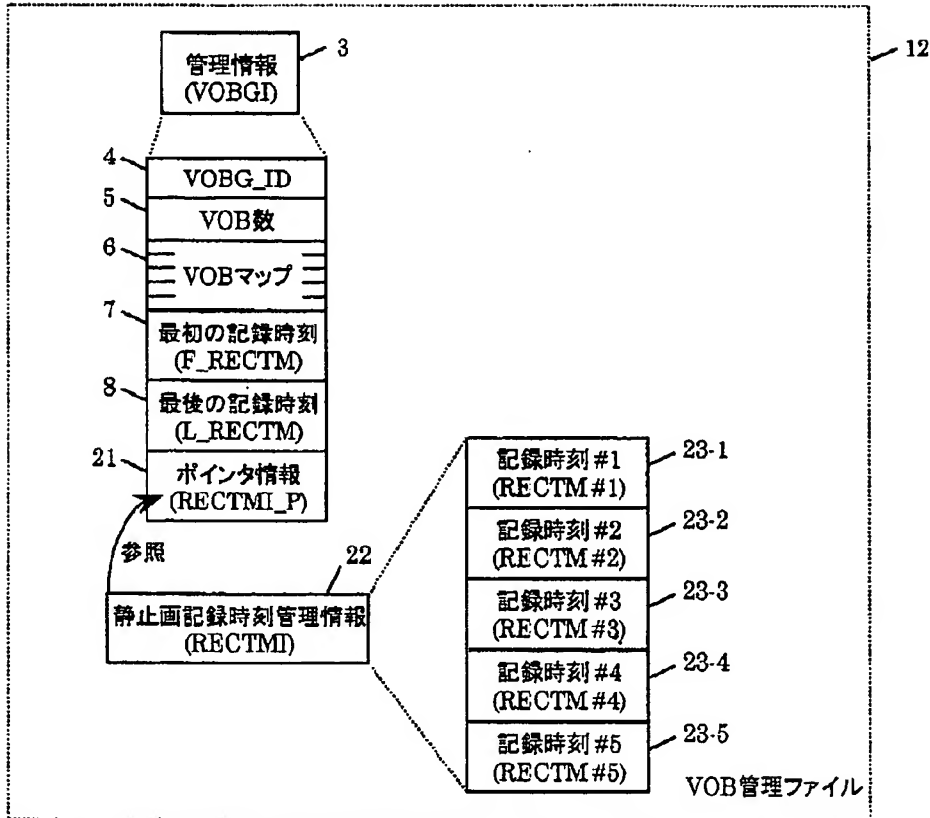 3
12
管理情報
(VOBGI)
4
VOBG_ID
5
VOB数
6
VOBマップ
7
最初の記録時刻
(F_RECTM)
8
最後の記録時刻
(L_RECTM)
21
ポインタ情報
(RECTMI_P)
参照
22
静止画記録時刻管理情報
(RECTMI)
記録時刻#1
(RECTM#1)
23-1
記録時刻#2
(RECTM#2)
23-2
記録時刻#3
(RECTM#3)
23-3
記録時刻#4
(RECTM#4)
23-4
記録時刻#5
(RECTM#5)
23-5
VOB管理ファイル